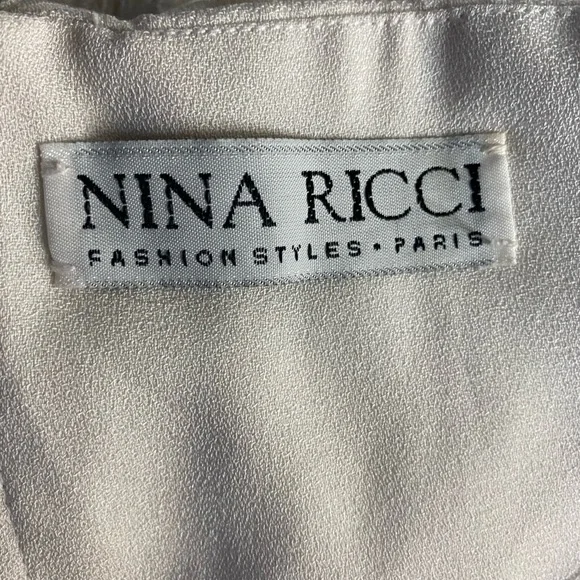 NINA RICCI
FASHION STYLES • PARIS